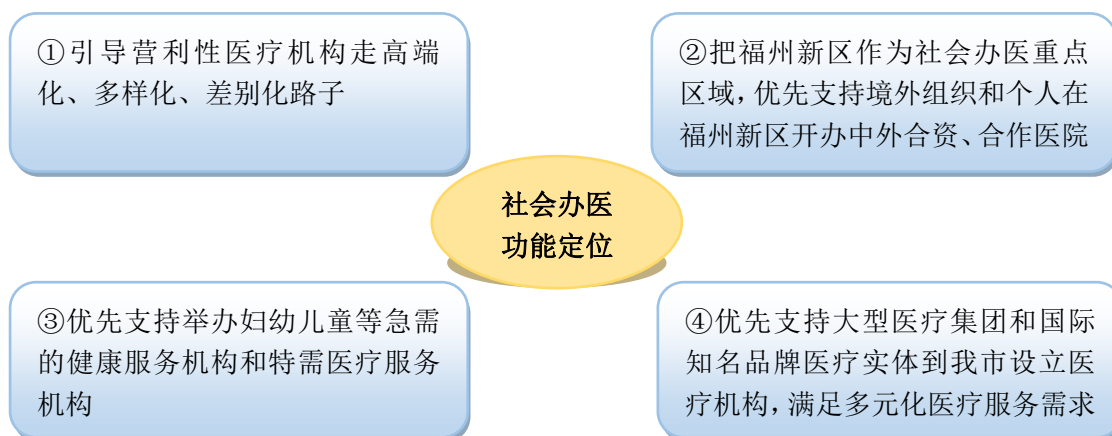 ①引导营利性医疗机构走高端
化、多样化、差别化路子
②把福州新区作为社会办医重点
区域，优先支持境外组织和个人在
福州新区开办中外合资、合作医院
社会办医
功能定位
③优先支持举办妇幼儿童等急需
的健康服务机构和特需医疗服务
机构
④优先支持大型医疗集团和国际
知名品牌医疗实体到我市设立医
疗机构，满足多元化医疗服务需求